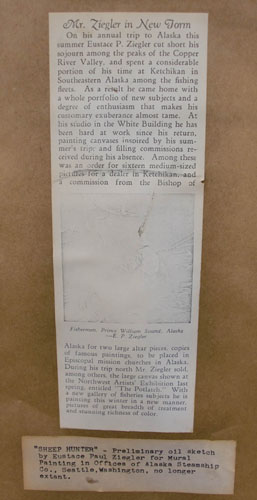 Mr. Ziegler in New Form
On his annual trip to Alaska this
summer Eustace P. Ziegler cut short his
sojourn among the peaks of the Copper
River Valley, and spent a considerable
portion of his time at Ketchikan in
Southeastern Alaska among the fishing
fleets. As a result he came home with
a whole portfolio of new subjects and a
degree of enthusiasm that makes his
customary exuberance almost tame. At
his studio in the White Building he has
been hard at work since his return,
painting canvases inspired by his sum-
mer's trip and filling commissions re-
ceived during his absence. Among these
was an order for sixteen medium-sized
pictures for a dealer in Ketchikan, and
a commission from the Bishop of
Fisherman, Prince William Sound, Alaska
—E. P. Ziegler
Alaska for two large altar pieces, copies
of famous paintings, to be placed in
Episcopal mission churches in Alaska.
During his trip north Mr. Ziegler sold,
among others, the large canvas shown at
the Northwest Artists' Exhibition last
spring, entitled "The Potlatch." With
a new gallery of fisheries subjects he is
painting this winter in a new manner,
pictures of great breadth of treatment
and stunning richness of color.
"SHEEP HUNTER" - Preliminary oil sketch
by Eustace Paul Ziegler for Mural
Painting in Offices of Alaska Steamship
Co., Seattle, Washington, no longer
extent.